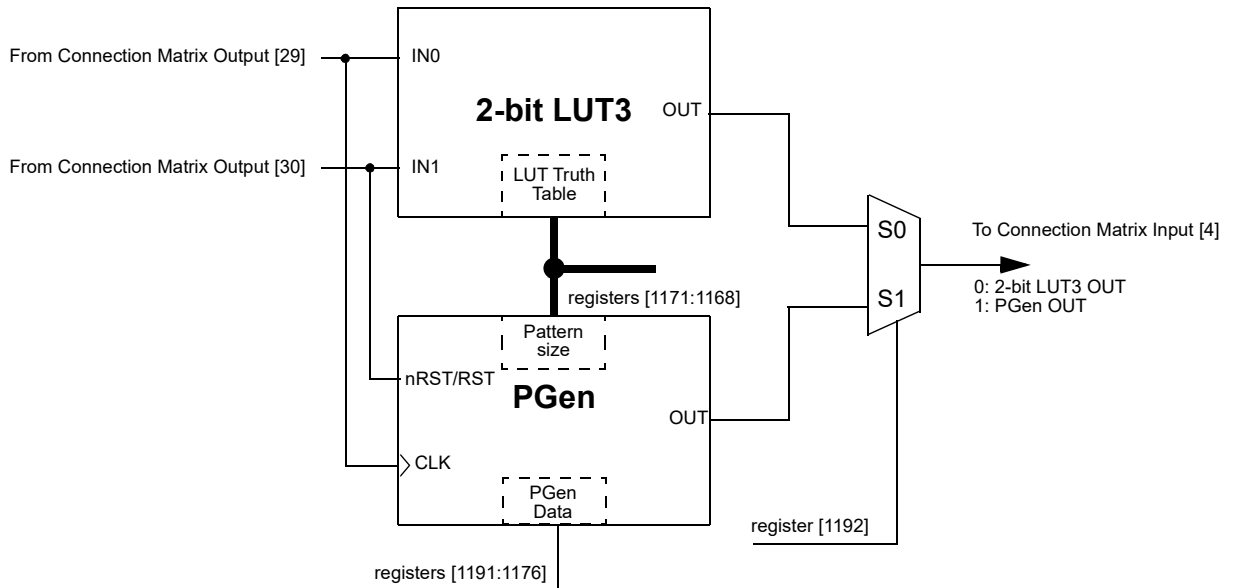 From Connection Matrix Output [29]
IN0
2-bit LUT3
OUT
From Connection Matrix Output [30]
IN1
LUT Truth
Table
S0
To Connection Matrix Input [4]
0: 2-bit LUT3 OUT
1: PGen OUT
registers [1171:1168]
S1
Pattern
size
nRST/RST
PGen
OUT
CLK
PGen
Data
register [1192]
registers [1191:1176]